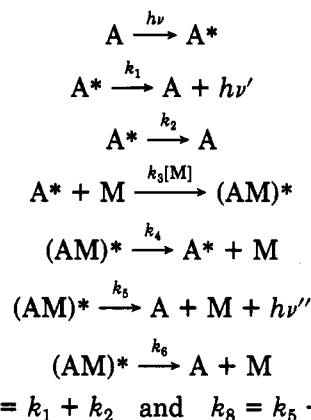 A —hν→ A*
A* —k₁→ A + hν′
A* —k₂→ A
A* + M —k₃[M]→ (AM)*
(AM)* —k₄→ A* + M
(AM)* —k₅→ A + M + hν″
(AM)* —k₆→ A + M
= k₁ + k₂ and k₈ = k₅